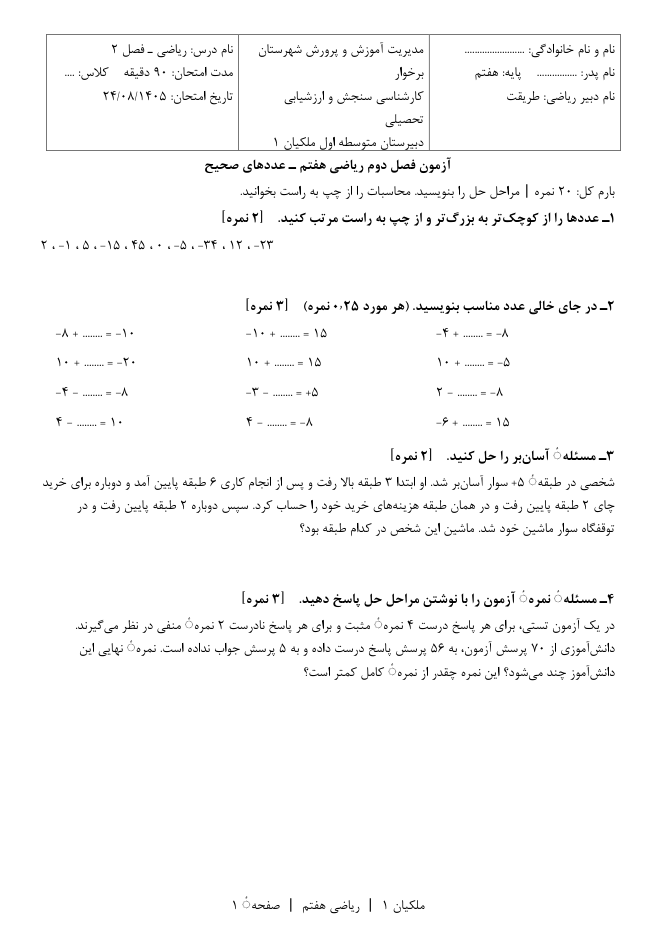 نام و نام خانوادگی: ........................
نام پدر: ................ پایه: هفتم
نام دبیر ریاضی: طریقت
مدیریت آموزش و پرورش شهرستان
برخوار
کارشناسی سنجش و ارزشیابی
تحصیلی
دبیرستان متوسطه اول ملکیان ۱
نام درس: ریاضی ـ فصل ۲
مدت امتحان: ۹۰ دقیقه کلاس: ....
تاریخ امتحان: ۲۴/۰۸/۱۴۰۵
آزمون فصل دوم ریاضی هفتم ـ عددهای صحیح
بارم کل: ۲۰ نمره | مراحل حل را بنویسید. محاسبات را از چپ به راست بخوانید.
۱ـ عددها را از کوچک‌تر به بزرگ‌تر و از چپ به راست مرتب کنید. [۲ نمره]
۲ ، −۱ ، ۵ ، −۱۵ ، ۴۵ ، ۰ ، −۵ ، −۳۴ ، ۱۲ ، −۲۳
۲ـ در جای خالی عدد مناسب بنویسید. (هر مورد ۰٫۲۵ نمره) [۳ نمره]
−۸ + ........ = −۱۰ −۱۰ + ........ = ۱۵ −۴ + ........ = −۸
۱۰ + ........ = −۲۰ ۱۰ + ........ = ۱۵ ۱۰ + ........ = −۵
−۴ − ........ = −۸ −۳ − ........ = +۵ ۲ − ........ = −۸
۴ − ........ = ۱۰ ۴ − ........ = −۸ −۶ + ........ = ۱۵
۳ـ مسئلهٔ آسان‌بر را حل کنید. [۲ نمره]
شخصی در طبقهٔ +۵ سوار آسان‌بر شد. او ابتدا ۳ طبقه بالا رفت و پس از انجام کاری ۶ طبقه پایین آمد و دوباره برای خرید
چای ۲ طبقه پایین رفت و در همان طبقه هزینه‌های خرید خود را حساب کرد. سپس دوباره ۲ طبقه پایین رفت و در
توقفگاه سوار ماشین خود شد. ماشین این شخص در کدام طبقه بود؟
۴ـ مسئلهٔ نمرهٔ آزمون را با نوشتن مراحل حل پاسخ دهید. [۳ نمره]
در یک آزمون تستی، برای هر پاسخ درست ۴ نمرهٔ مثبت و برای هر پاسخ نادرست ۲ نمرهٔ منفی در نظر می‌گیرند.
دانش‌آموزی از ۷۰ پرسش آزمون، به ۵۶ پرسش پاسخ درست داده و به ۵ پرسش جواب نداده است. نمرهٔ نهایی این
دانش‌آموز چند می‌شود؟ این نمره چقدر از نمرهٔ کامل کمتر است؟
ملکیان ۱ | ریاضی هفتم | صفحهٔ ۱